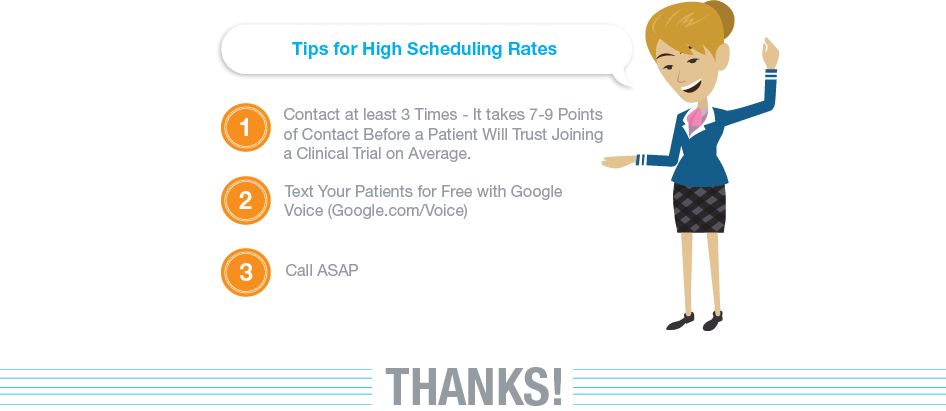 Tips for High Scheduling Rates
1
Contact at least 3 Times - It takes 7-9 Points
of Contact Before a Patient Will Trust Joining
a Clinical Trial on Average.
2
Text Your Patients for Free with Google
Voice (Google.com/Voice)
3
Call ASAP
THANKS!